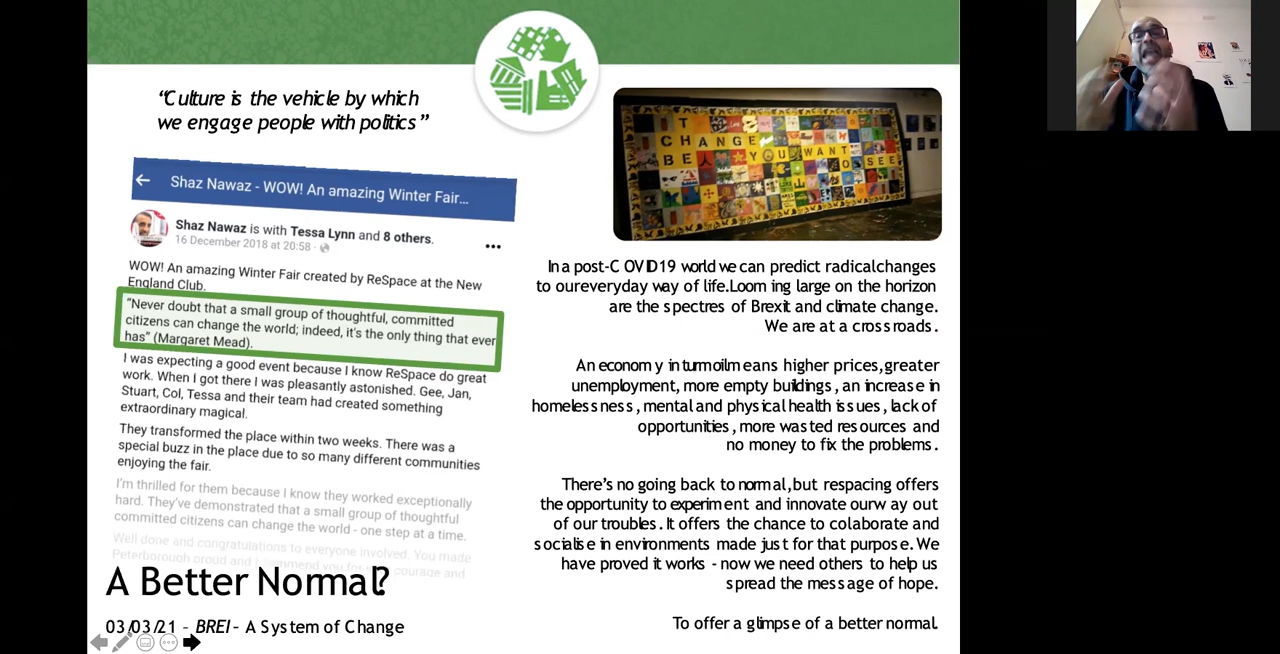 “Culture is the vehicle by which
we engage people with politics”
Shaz Nawaz - WOW! An amazing Winter Fair...
Shaz Nawaz is with Tessa Lynn and 8 others.
16 December 2018 at 20:58
WOW! An amazing Winter Fair created by ReSpace at the New
England Club.
“Never doubt that a small group of thoughtful, committed
citizens can change the world; indeed, it's the only thing that ever
has” (Margaret Mead).
I was expecting a good event because I know ReSpace do great
work. When I got there I was pleasantly astonished. Gee, Jan,
Stuart, Col, Tessa and their team had created something
extraordinary magical.
They transformed the place within two weeks. There was a
special buzz in the place due to so many different communities
enjoying the fair.
I'm thrilled for them because I know they worked exceptionally
hard. They've demonstrated that a small group of thoughtful
committed citizens can change the world - one step at a time.
Well done and congratulations to everyone involved. You made
Peterborough proud and I commend you for your courage and
A Better Normal?
03/03/21 – BREI – A System of Change
CHANGE
BE YOU WANT
TO SEE
In a post-COVID19 world we can predict radical changes
to our everyday way of life. Looming large on the horizon
are the spectres of Brexit and climate change.
We are at a crossroads.
An economy in turmoil means higher prices, greater
unemployment, more empty buildings, an increase in
homelessness, mental and physical health issues, lack of
opportunities, more wasted resources and
no money to fix the problems.
There's no going back to normal, but respacing offers
the opportunity to experiment and innovate our way out
of our troubles. It offers the chance to colaborate and
socialise in environments made just for that purpose. We
have proved it works - now we need others to help us
spread the message of hope.
To offer a glimpse of a better normal.